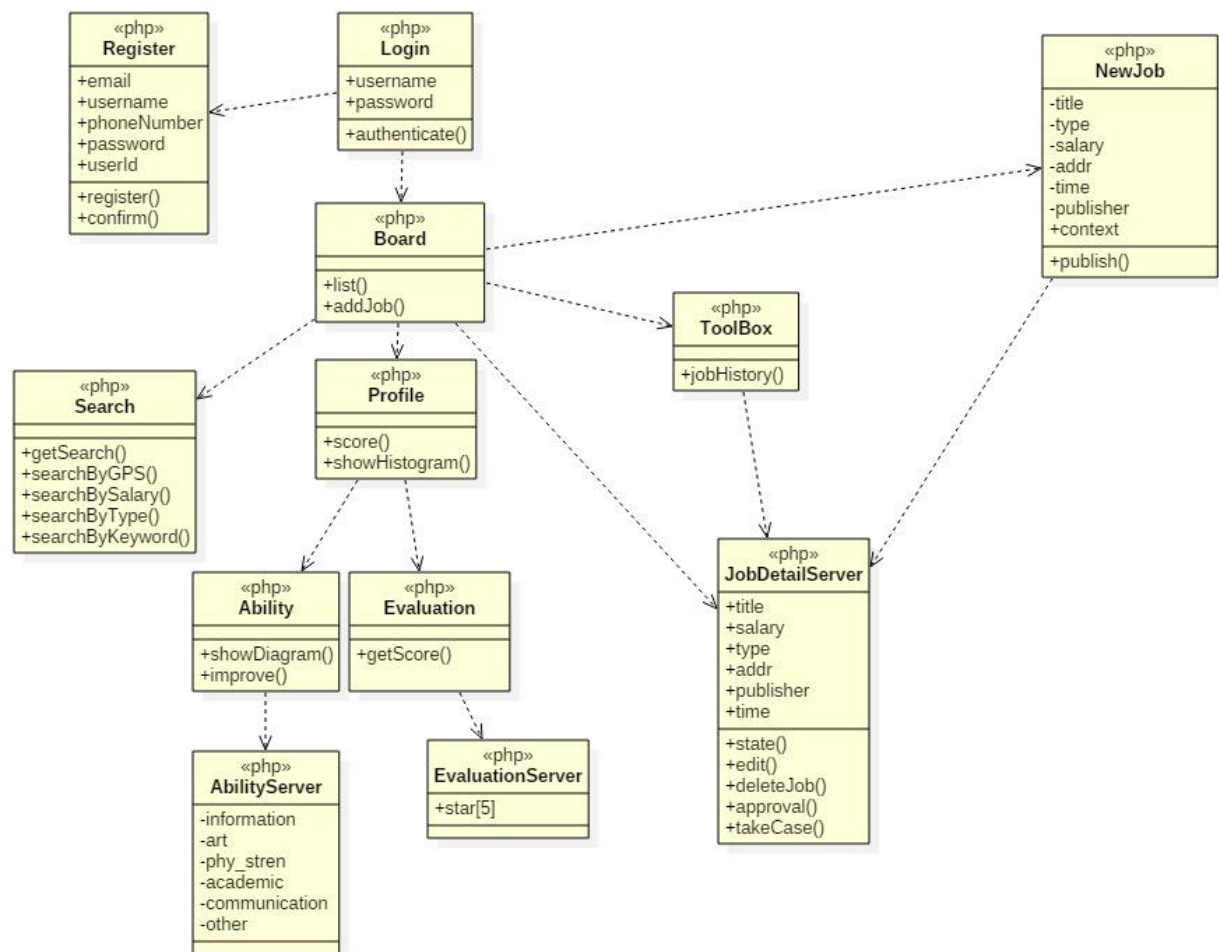 «php»
Register
+email
+username
+phoneNumber
+password
+userId
+register()
+confirm()
«php»
Login
+username
+password
+authenticate()
«php»
NewJob
-title
-type
-salary
-addr
-time
-publisher
+context
+publish()
«php»
Board
+list()
+addJob()
«php»
ToolBox
+jobHistory()
«php»
Search
+getSearch()
+searchByGPS()
+searchBySalary()
+searchByType()
+searchByKeyword()
«php»
Profile
+score()
+showHistogram()
«php»
JobDetailServer
+title
+salary
+type
+addr
+publisher
+time
+state()
+edit()
+deleteJob()
+approval()
+takeCase()
«php»
Ability
+showDiagram()
+improve()
«php»
Evaluation
+getScore()
«php»
AbilityServer
-information
-art
-phy_stren
-academic
-communication
-other
«php»
EvaluationServer
+star[5]